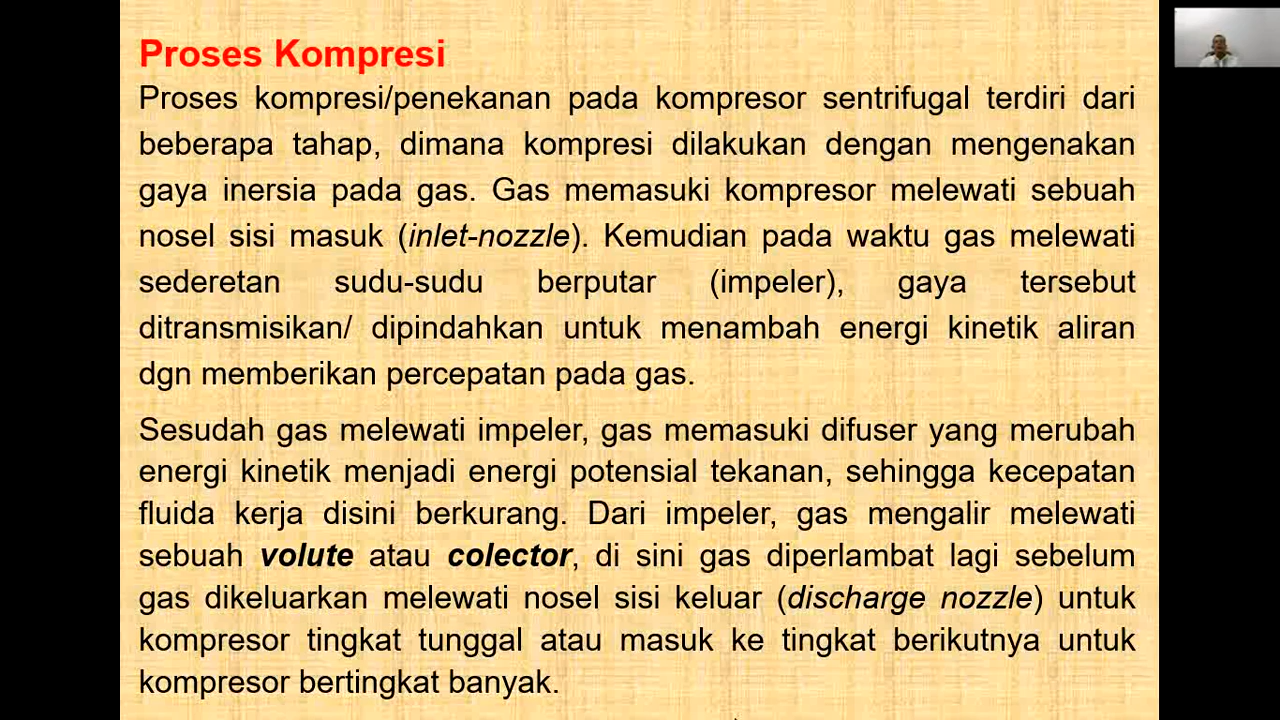 Proses Kompresi
Proses kompresi/penekanan pada kompresor sentrifugal terdiri dari
beberapa tahap, dimana kompresi dilakukan dengan mengenakan
gaya inersia pada gas. Gas memasuki kompresor melewati sebuah
nosel sisi masuk (inlet-nozzle). Kemudian pada waktu gas melewati
sederetan sudu-sudu berputar (impeler), gaya tersebut
ditransmisikan/ dipindahkan untuk menambah energi kinetik aliran
dgn memberikan percepatan pada gas.
Sesudah gas melewati impeler, gas memasuki difuser yang merubah
energi kinetik menjadi energi potensial tekanan, sehingga kecepatan
fluida kerja disini berkurang. Dari impeler, gas mengalir melewati
sebuah volute atau colector, di sini gas diperlambat lagi sebelum
gas dikeluarkan melewati nosel sisi keluar (discharge nozzle) untuk
kompresor tingkat tunggal atau masuk ke tingkat berikutnya untuk
kompresor bertingkat banyak.